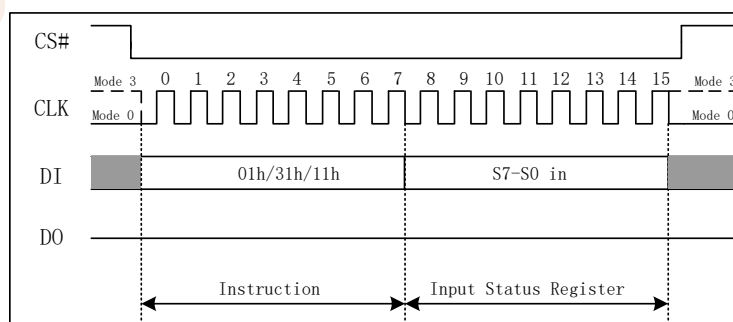 CS#
Mode 3 0 1 2 3 4 5 6 7 8 9 10 11 12 13 14 15 Mode 3
CLK
Mode 0 Mode 0
DI 01h/31h/11h S7-S0 in
DO
Instruction Input Status Register